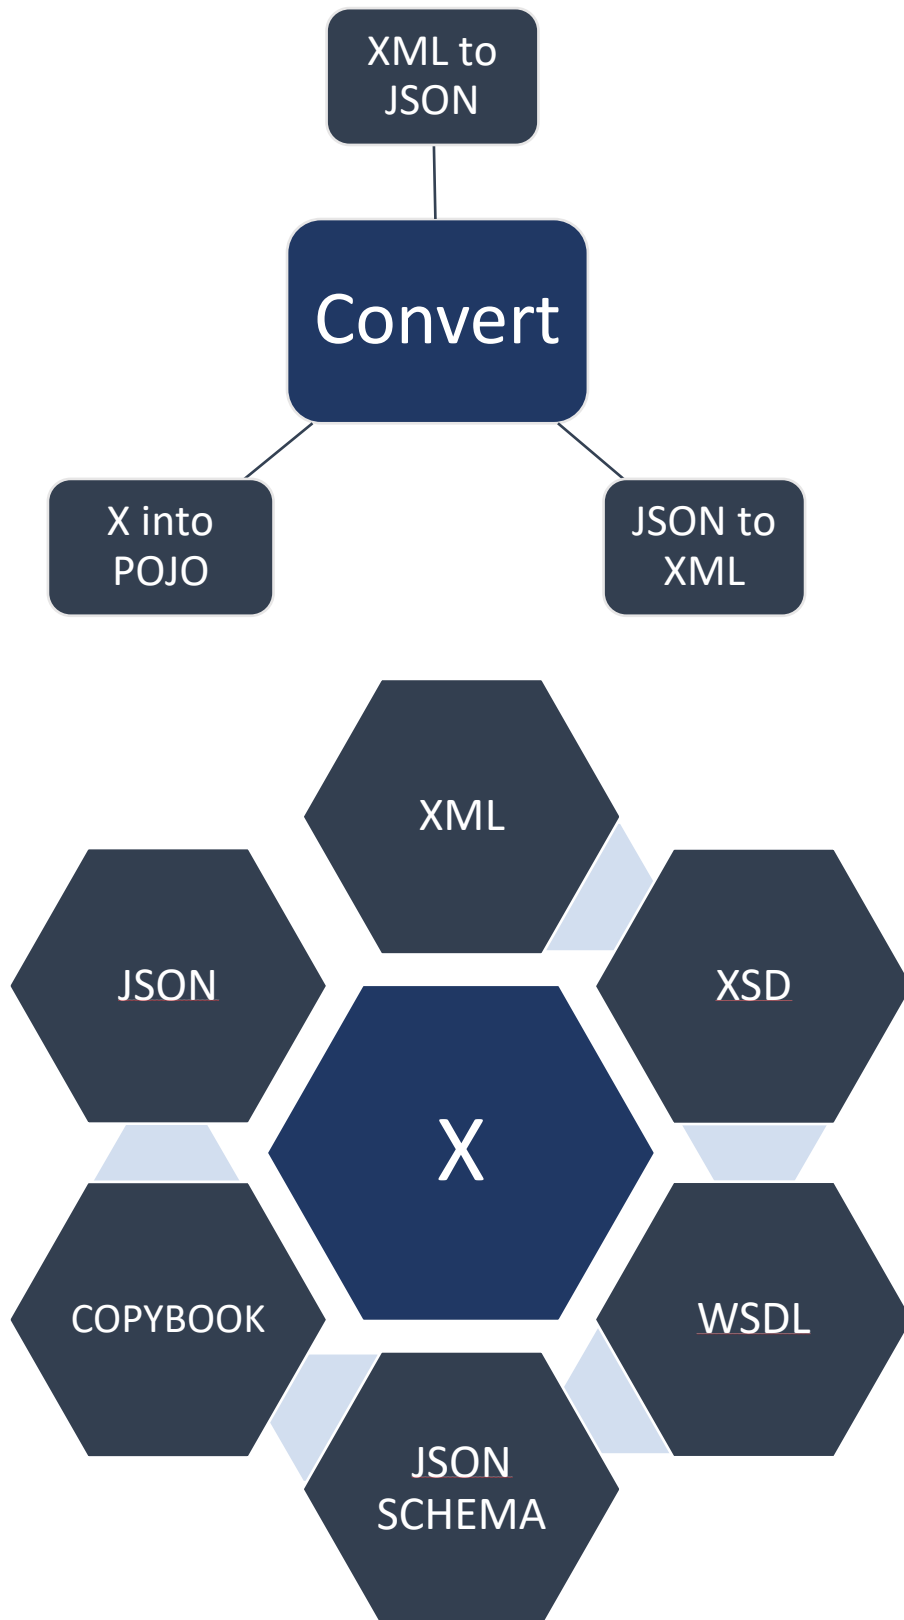 XML to
JSON
Convert
X into
POJO
JSON to
XML
XML
JSON
XSD
X
COPYBOOK
WSDL
JSON
SCHEMA